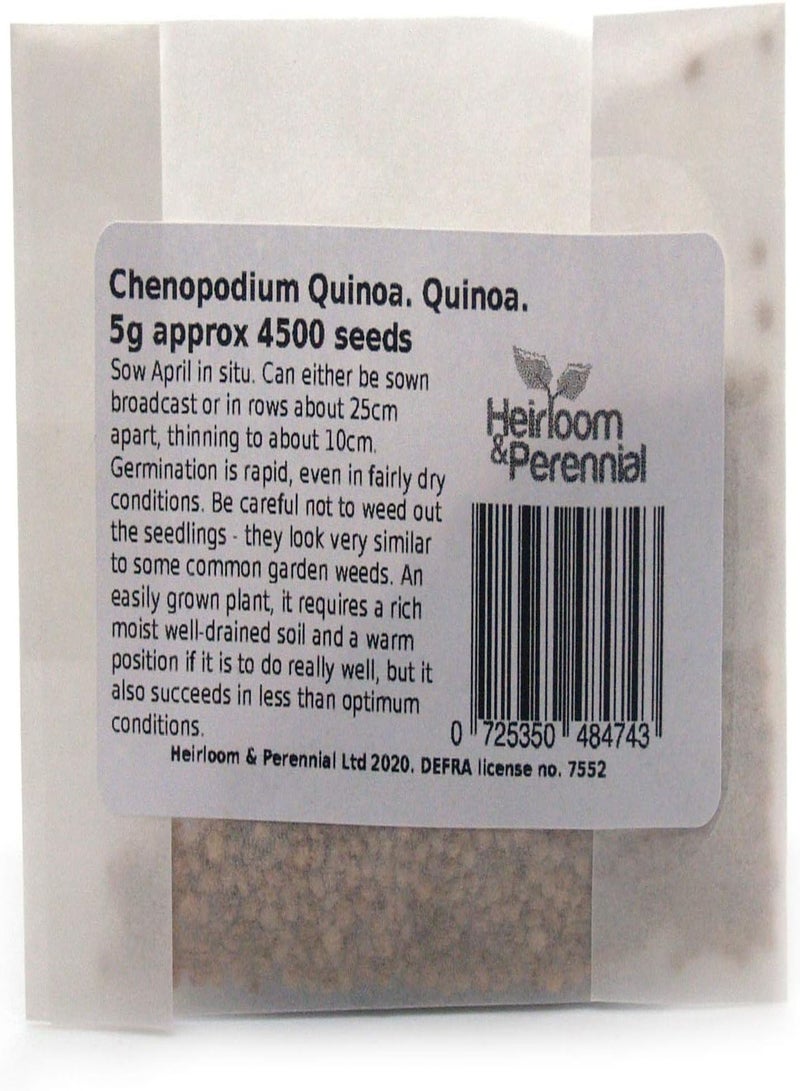 Chenopodium Quinoa. Quinoa.
5g approx 4500 seeds
Sow April in situ. Can either be sown
broadcast or in rows about 25cm
apart, thinning to about 10cm.
Germination is rapid, even in fairly dry
conditions. Be careful not to weed out
the seedlings - they look very similar
to some common garden weeds. An
easily grown plant, it requires a rich
moist well-drained soil and a warm
position if it is to do really well, but it
also succeeds in less than optimum
conditions.
Heirloom
&Perennial
0 725350 484743
Heirloom & Perennial Ltd 2020. DEFRA license no. 7552